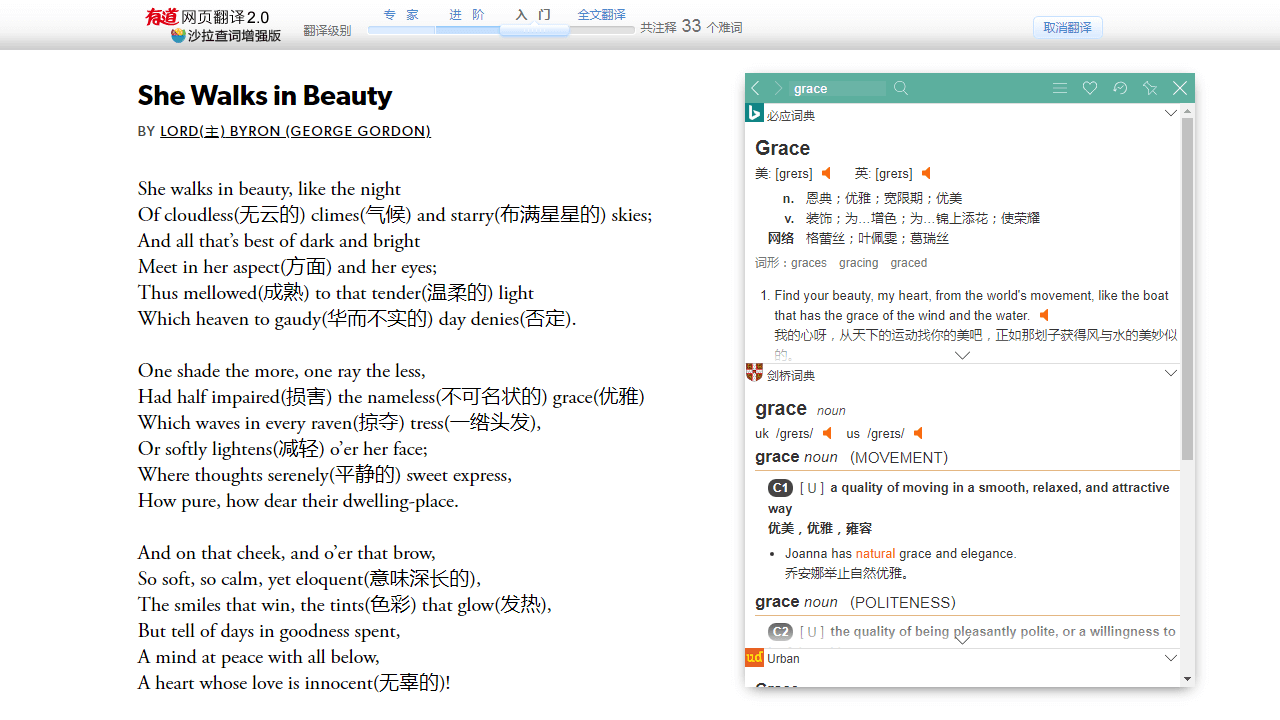 有道网页翻译2.0
沙拉查词增强版
翻译级别
专 家
进 阶
入 门
全文翻译
共注释 33 个难词
取消翻译
She Walks in Beauty
BY LORD(主) BYRON (GEORGE GORDON)
She walks in beauty, like the night
Of cloudless(无云的) climes(气候) and starry(布满星星的) skies;
And all that’s best of dark and bright
Meet in her aspect(方面) and her eyes;
Thus mellowed(成熟) to that tender(温柔的) light
Which heaven to gaudy(华而不实的) day denies(否定).
One shade the more, one ray the less,
Had half impaired(损害) the nameless(不可名状的) grace(优雅)
Which waves in every raven(掠夺) tress(一绺头发),
Or softly lightens(减轻) o’er her face;
Where thoughts serenely(平静的) sweet express,
How pure, how dear their dwelling-place.
And on that cheek, and o’er that brow,
So soft, so calm, yet eloquent(意味深长的),
The smiles that win, the tints(色彩) that glow(发热),
But tell of days in goodness spent,
A mind at peace with all below,
A heart whose love is innocent(无辜的)!
grace
必应词典
Grace
美: [ɡreɪs] 英: [ɡreɪs]
n. 恩典；优雅；宽限期；优美
v. 装饰；为…增色；为…锦上添花；使荣耀
网络 格蕾丝；叶佩雯；葛瑞丝
词形：graces gracing graced
1. Find your beauty, my heart, from the world's movement, like the boat
that has the grace of the wind and the water.
我的心呀，从天下的运动找你的美吧，正如那划子获得风与水的美妙似
的。
剑桥词典
grace noun
uk /ɡreɪs/ us /ɡreɪs/
grace noun (MOVEMENT)
C1 [ U ] a quality of moving in a smooth, relaxed, and attractive
way
优美，优雅，雍容
• Joanna has natural grace and elegance.
乔安娜举止自然优雅。
grace noun (POLITENESS)
C2 [ U ] the quality of being pleasantly polite, or a willingness to
ud Urban
Grace